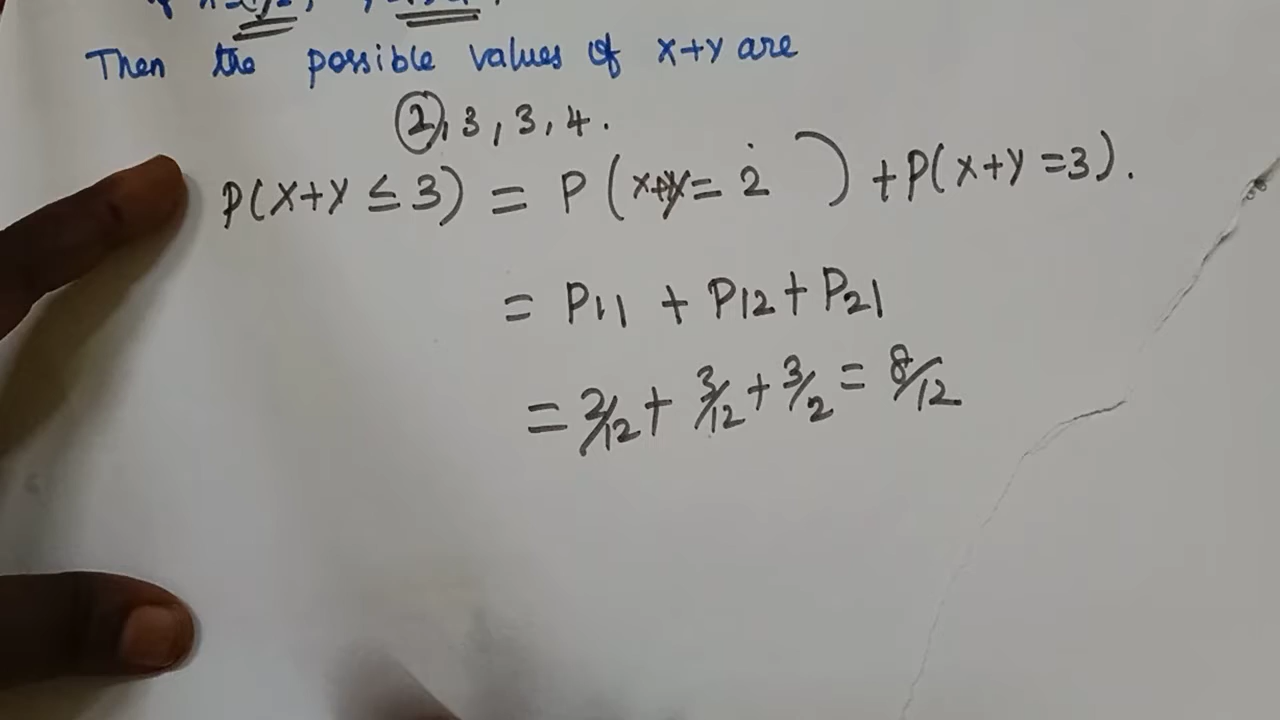 Then the possible values of x+y are
2, 3, 3, 4.
P(X+Y ≤ 3) = P(x+y = 2) + P(x+y = 3).
= P11 + P12 + P21
= 2/12 + 3/12 + 3/2 = 8/12